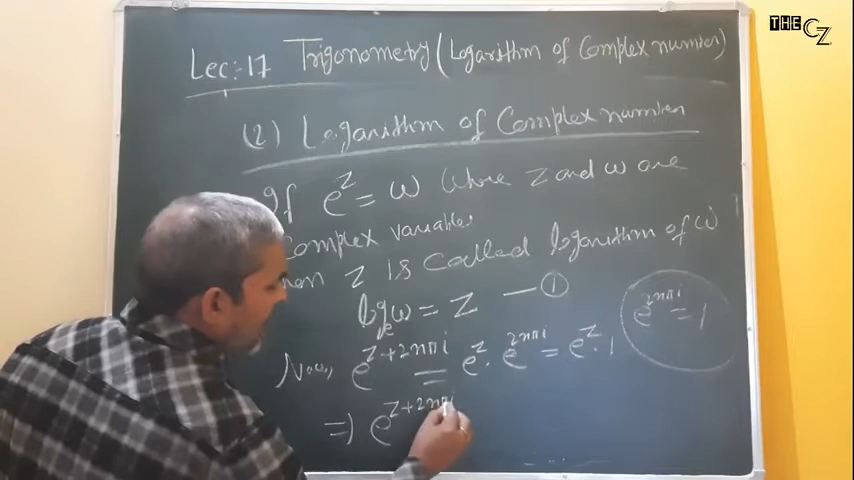 THE CZ
Lec:-17 Trigonometry (Logarithm of Complex number)
(2) Logarithm of Complex number
If e^z = ω where z and ω are
Complex variables
then z is called logarithm of ω
log_e ω = z — ①
e^{2nπi} = 1
Now, e^{z+2nπi} = e^z · e^{2nπi} = e^z · 1
⇒ e^{z+2nπi}